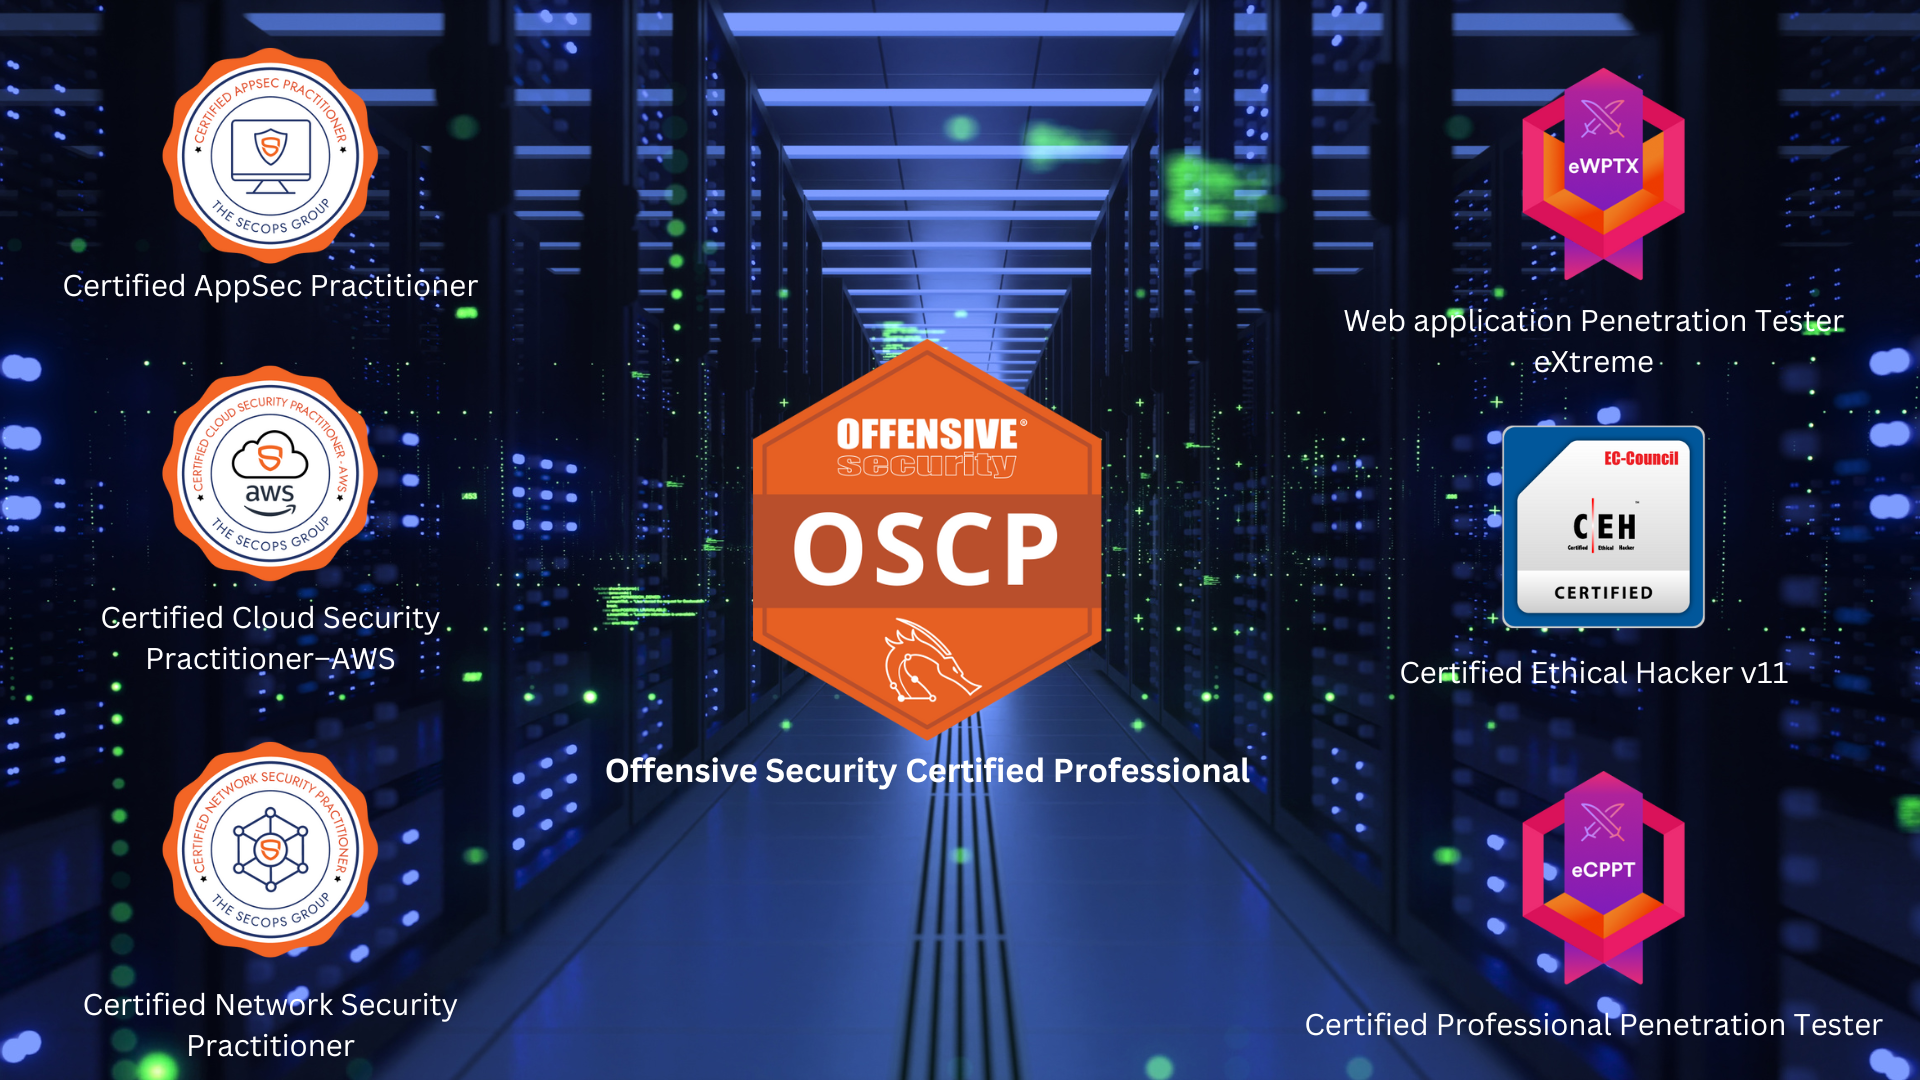 CERTIFIED APPSEC PRACTITIONER
THE SECOPS GROUP
Certified AppSec Practitioner
CERTIFIED CLOUD SECURITY PRACTITIONER - AWS
aws
THE SECOPS GROUP
Certified Cloud Security
Practitioner–AWS
CERTIFIED NETWORK SECURITY PRACTITIONER
THE SECOPS GROUP
Certified Network Security
Practitioner
OFFENSIVE®
security
OSCP
Offensive Security Certified Professional
eWPTX
Web application Penetration Tester
eXtreme
EC-Council
C|EH™
Certified Ethical Hacker
CERTIFIED
Certified Ethical Hacker v11
eCPPT
Certified Professional Penetration Tester